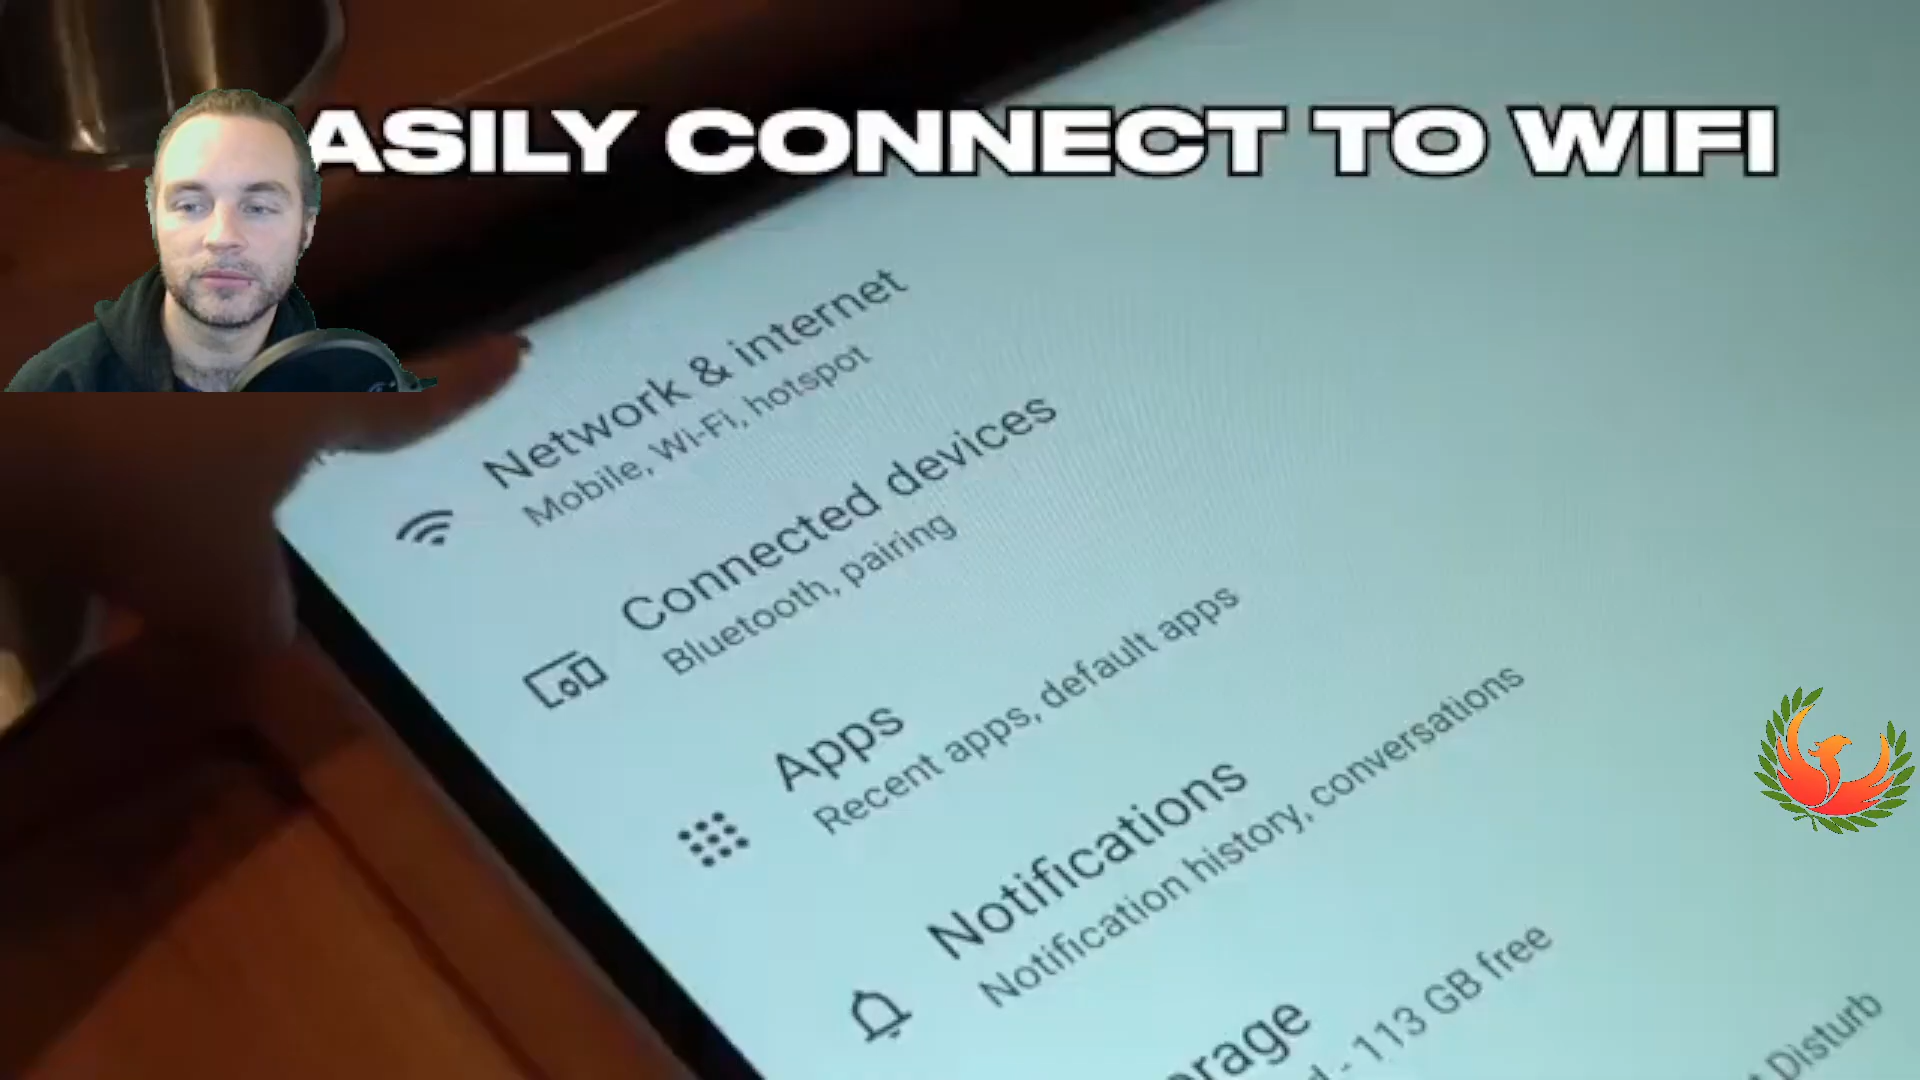 ASILY CONNECT TO WIFI
Network & internet
Mobile, Wi-Fi, hotspot
Connected devices
Bluetooth, pairing
Apps
Recent apps, default apps
Notifications
Notification history, conversations
orage
- 113 GB free
Disturb